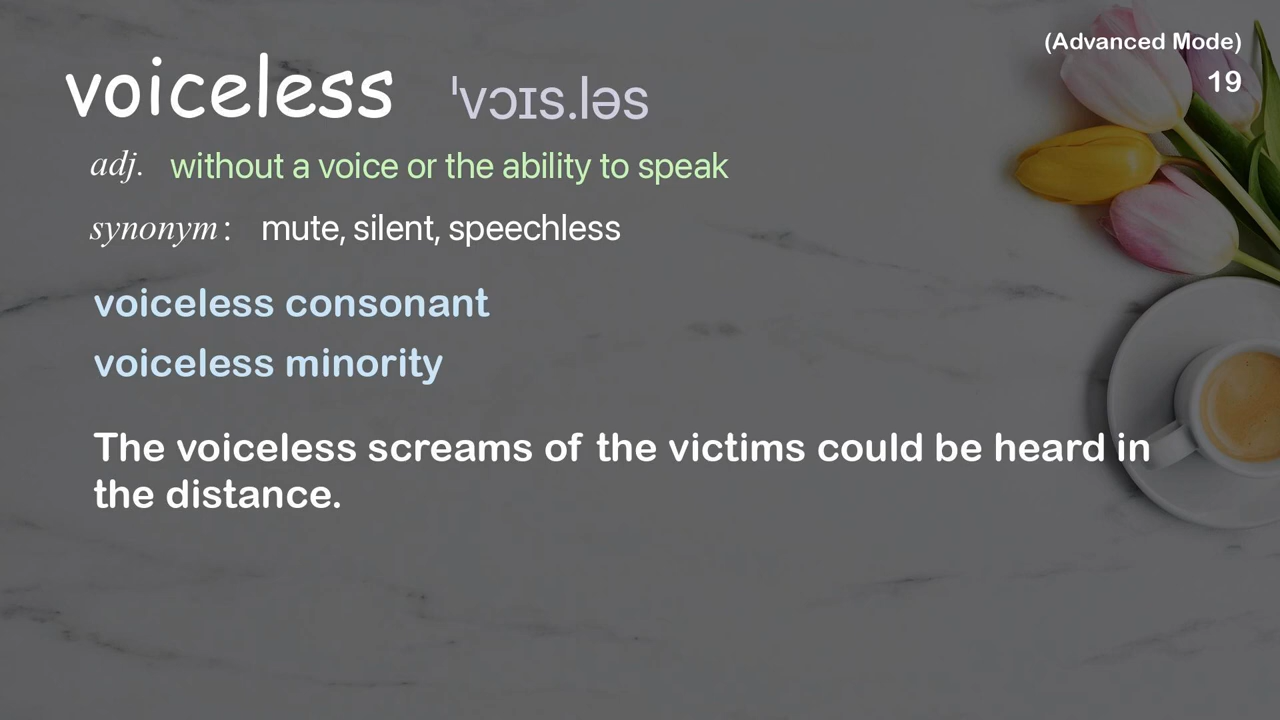 (Advanced Mode)
19
voiceless ˈvɔɪs.ləs
adj. without a voice or the ability to speak
synonym : mute, silent, speechless
voiceless consonant
voiceless minority
The voiceless screams of the victims could be heard in
the distance.